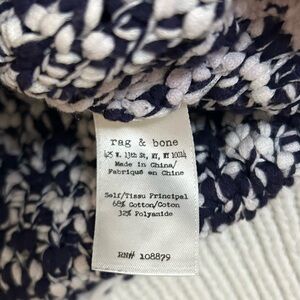 rag & bone
425 W. 13th St, NY, NY 10014
Made in China/
Fabriqué en Chine
Self/Tissu Principal
68% Cotton/Coton
32% Polyamide
RN# 108879